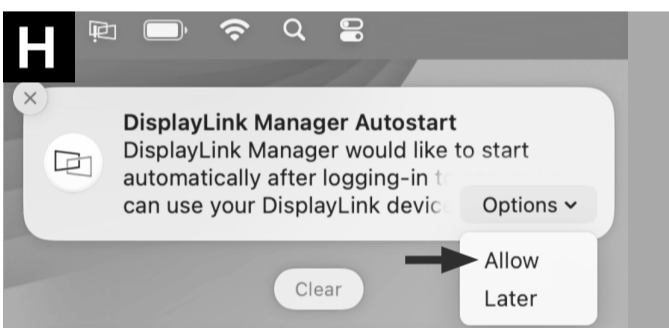 H
DisplayLink Manager Autostart
DisplayLink Manager would like to start
automatically after logging-in
can use your DisplayLink
Options
Allow
Later
Clear